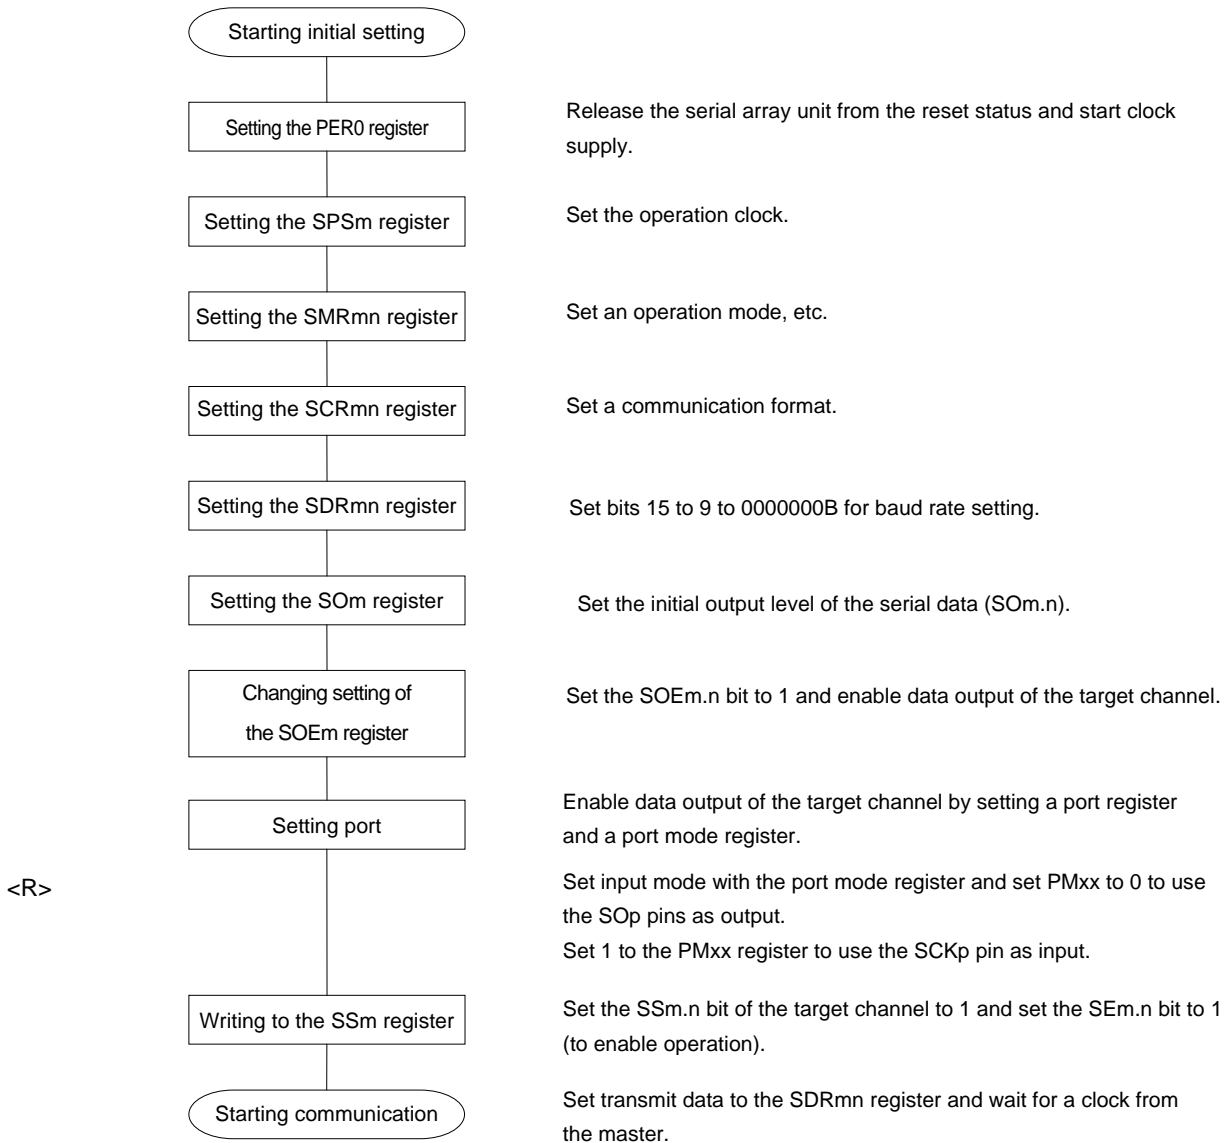 Starting initial setting
Setting the PER0 register
Release the serial array unit from the reset status and start clock
supply.
Setting the SPSm register
Set the operation clock.
Setting the SMRmn register
Set an operation mode, etc.
Setting the SCRmn register
Set a communication format.
Setting the SDRmn register
Set bits 15 to 9 to 0000000B for baud rate setting.
Setting the SOm register
Set the initial output level of the serial data (SOm.n).
Changing setting of
the SOEm register
Set the SOEm.n bit to 1 and enable data output of the target channel.
Setting port
Enable data output of the target channel by setting a port register
and a port mode register.
<R>
Set input mode with the port mode register and set PMxx to 0 to use
the SOp pins as output.
Set 1 to the PMxx register to use the SCKp pin as input.
Writing to the SSm register
Set the SSm.n bit of the target channel to 1 and set the SEm.n bit to 1
(to enable operation).
Starting communication
Set transmit data to the SDRmn register and wait for a clock from
the master.